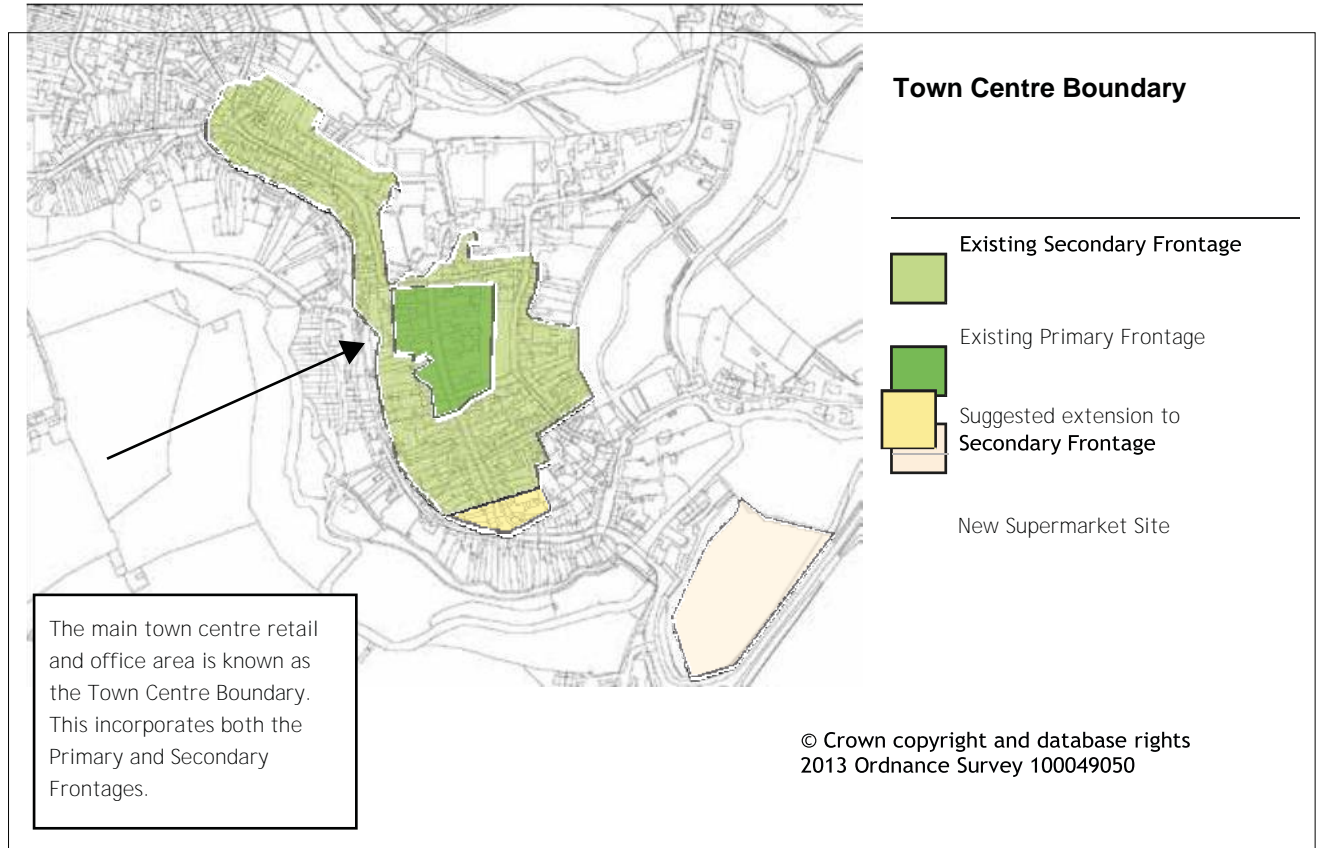 Town Centre Boundary
Existing Secondary Frontage
Existing Primary Frontage
Suggested extension to
Secondary Frontage
New Supermarket Site
The main town centre retail
and office area is known as
the Town Centre Boundary.
This incorporates both the
Primary and Secondary
Frontages.
© Crown copyright and database rights
2013 Ordnance Survey 100049050